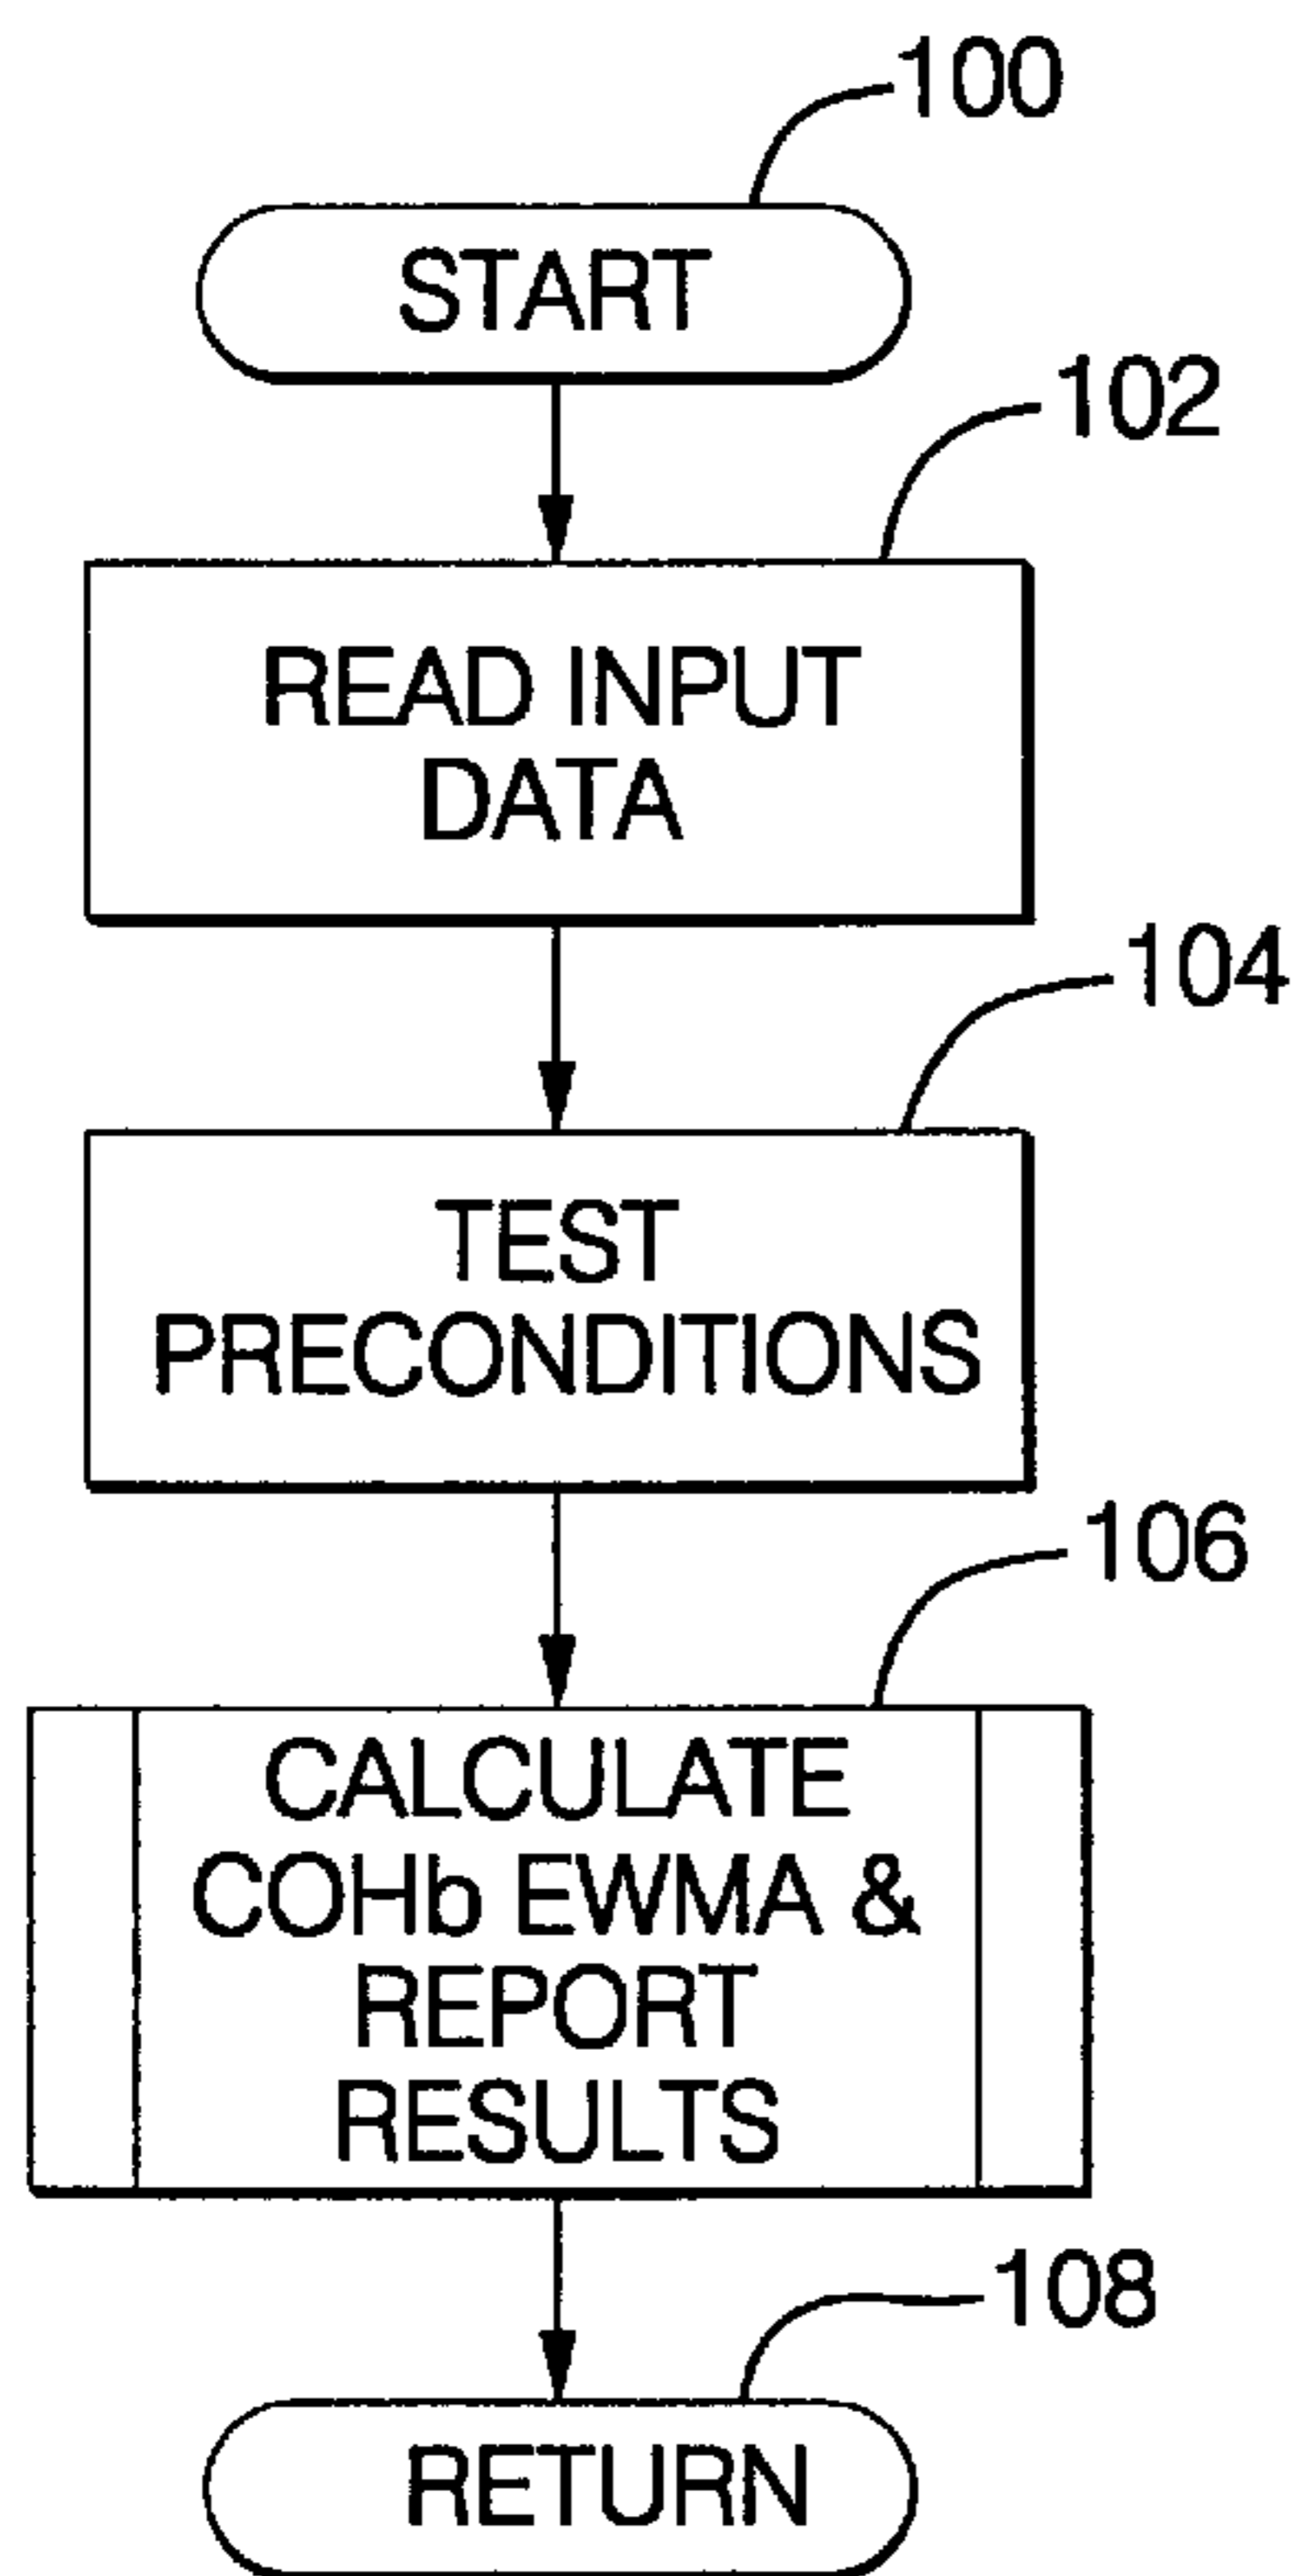 100
START
102
READ INPUT
DATA
104
TEST
PRECONDITIONS
106
CALCULATE
COHb EWMA &
REPORT
RESULTS
108
RETURN